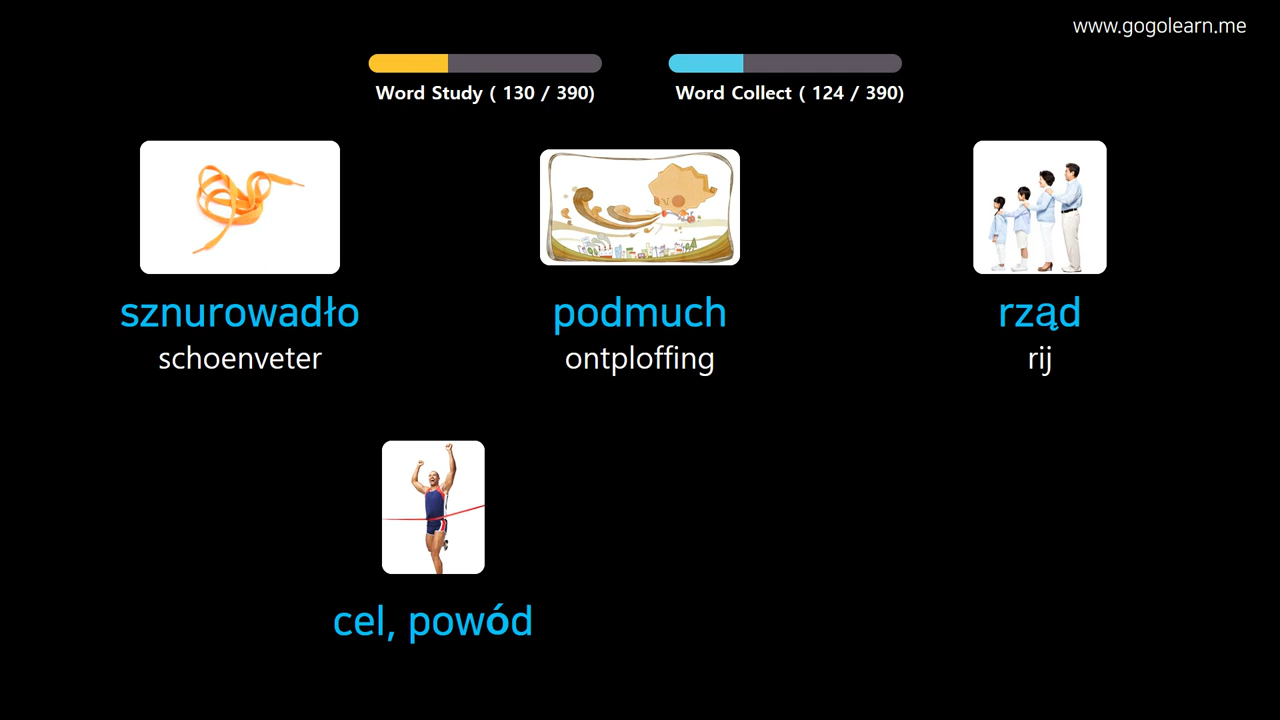 www.gogolearn.me
Word Study ( 130 / 390)
Word Collect ( 124 / 390)
sznurowadło
schoenveter
podmuch
ontploffing
rząd
rij
cel, powód